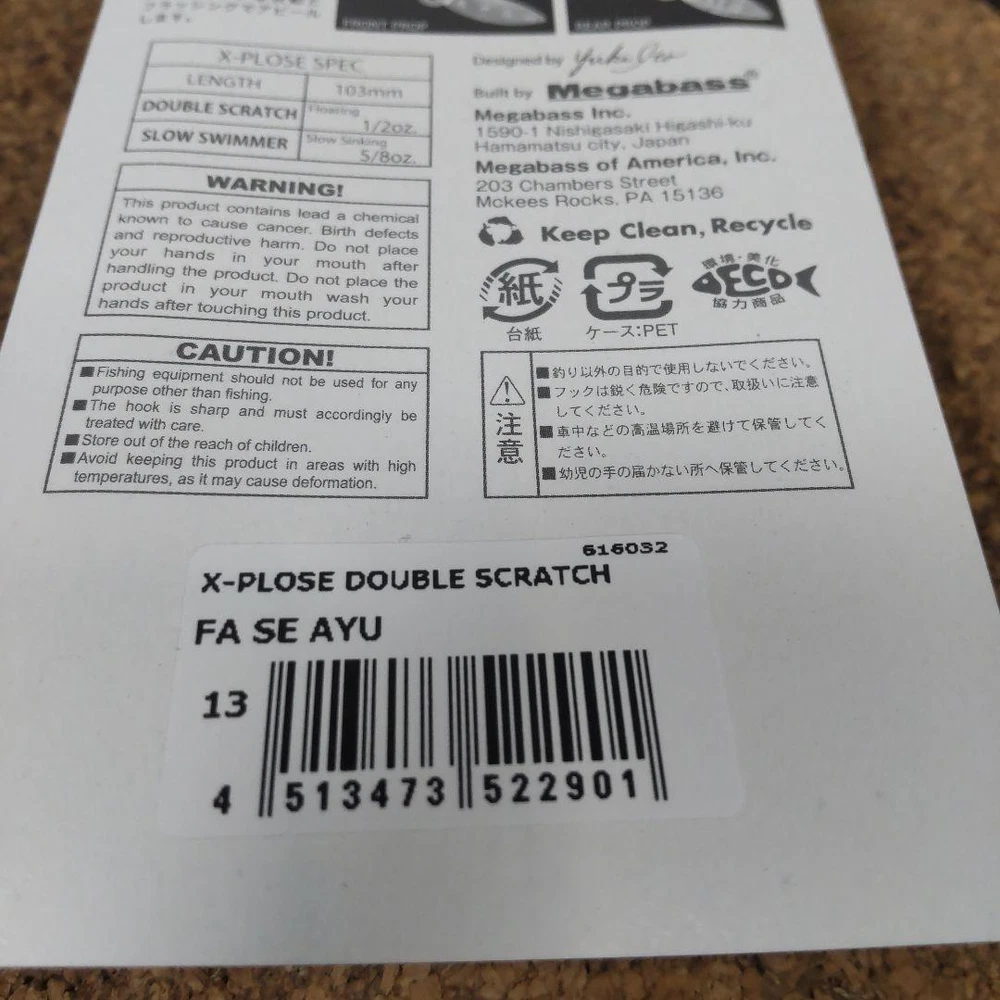 します。
FRONT PROP
REAR PROP
X-PLOSE SPEC
LENGTH 103mm
DOUBLE SCRATCH Floating 1/2oz.
SLOW SWIMMER Slow Sinking 5/8oz.
WARNING!
This product contains lead a chemical
known to cause cancer. Birth defects
and reproductive harm. Do not place
your hands in your mouth after
handling the product. Do not place the
product in your mouth wash your
hands after touching this product.
CAUTION!
■Fishing equipment should not be used for any
purpose other than fishing.
■The hook is sharp and must accordingly be
treated with care.
■Store out of the reach of children.
■Avoid keeping this product in areas with high
temperatures, as it may cause deformation.
Designed by Yuki Ito
Built by Megabass®
Megabass Inc.
1590-1 Nishigasaki Higashi-ku
Hamamatsu city, Japan
Megabass of America, Inc.
203 Chambers Street
Mckees Rocks, PA 15136
Keep Clean, Recycle
紙
台紙
プラ
ケース:PET
環境・美化
ECO
協力商品
注意
■釣り以外の目的で使用しないでください。
■フックは鋭く危険ですので、取扱いに注意
してください。
■車中などの高温場所を避けて保管してく
ださい。
■幼児の手の届かない所へ保管してください。
616032
X-PLOSE DOUBLE SCRATCH
FA SE AYU
13
4 513473 522901